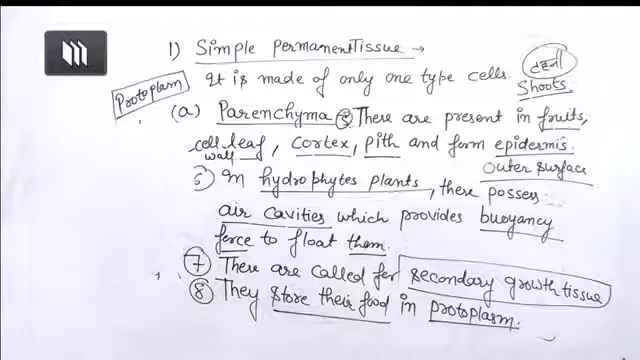 1) Simple Permanent Tissue →
It is made of only one type cells.
टहनी
Shoots
Protoplasm
(a) Parenchyma ⑤ There are present in fruits,
cell leaf, cortex, pith and form epidermis.
wall
outer surface
6) In hydrophytes plants, there posses
air cavities which provides buoyancy
force to float them.
⑦ There are called for secondary growth tissue
⑧ They store their food in protoplasm.